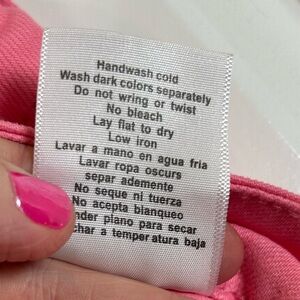 Handwash cold
Wash dark colors separately
Do not wring or twist
No bleach
Lay flat to dry
Low iron
Lavar a mano en agua fria
Lavar ropa oscurs
separ ademente
No seque ni tuerza
No acepta bianqueo
nder plano para secar
char a temper atura baja